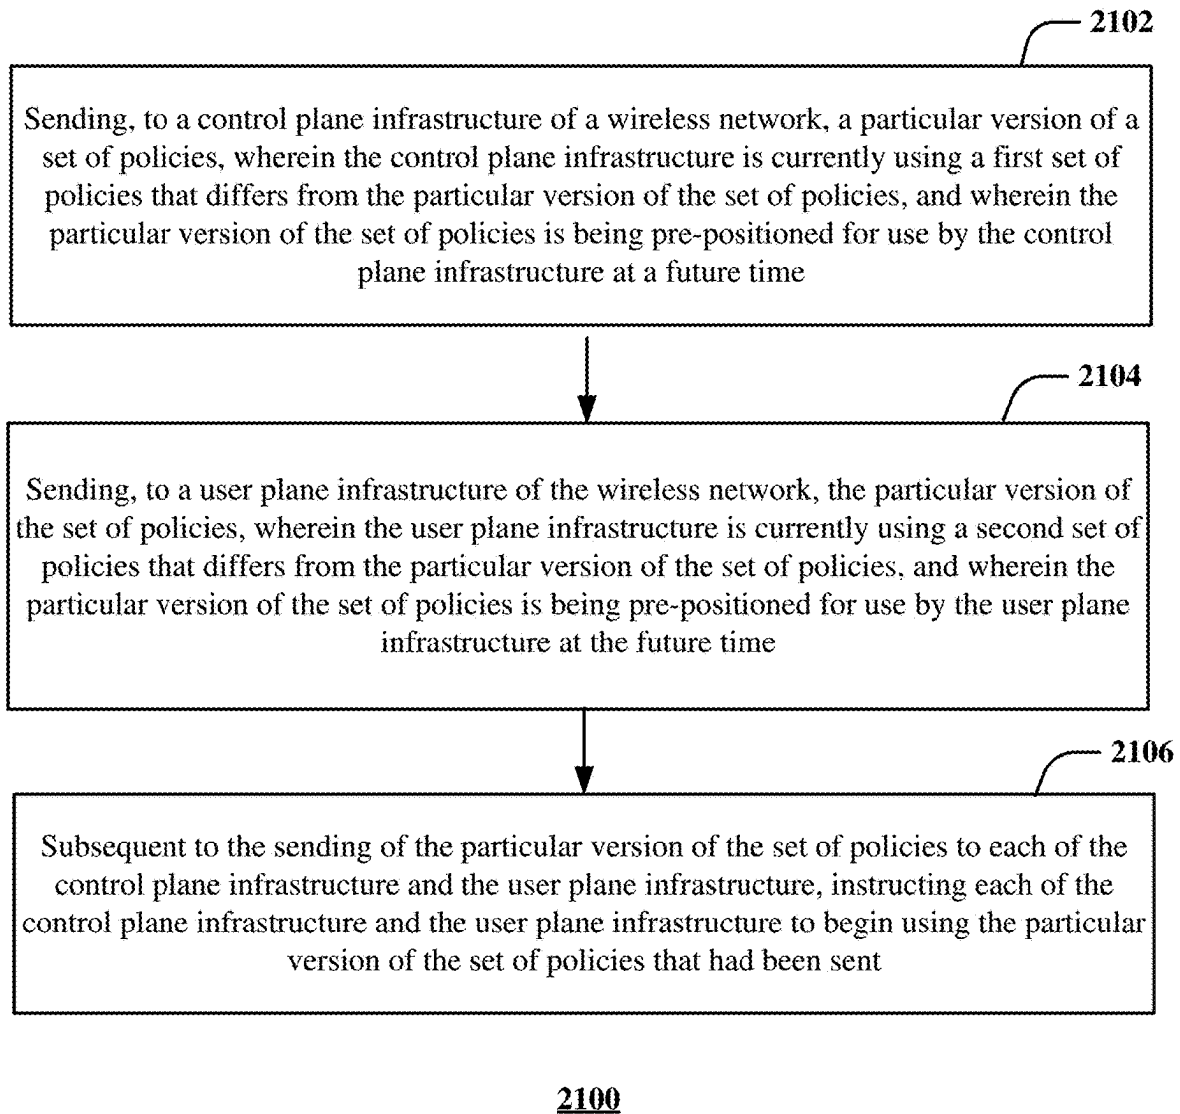 2102
Sending, to a control plane infrastructure of a wireless network, a particular version of a
set of policies, wherein the control plane infrastructure is currently using a first set of
policies that differs from the particular version of the set of policies, and wherein the
particular version of the set of policies is being pre-positioned for use by the control
plane infrastructure at a future time
2104
Sending, to a user plane infrastructure of the wireless network, the particular version of
the set of policies, wherein the user plane infrastructure is currently using a second set of
policies that differs from the particular version of the set of policies, and wherein the
particular version of the set of policies is being pre-positioned for use by the user plane
infrastructure at the future time
2106
Subsequent to the sending of the particular version of the set of policies to each of the
control plane infrastructure and the user plane infrastructure, instructing each of the
control plane infrastructure and the user plane infrastructure to begin using the particular
version of the set of policies that had been sent
2100